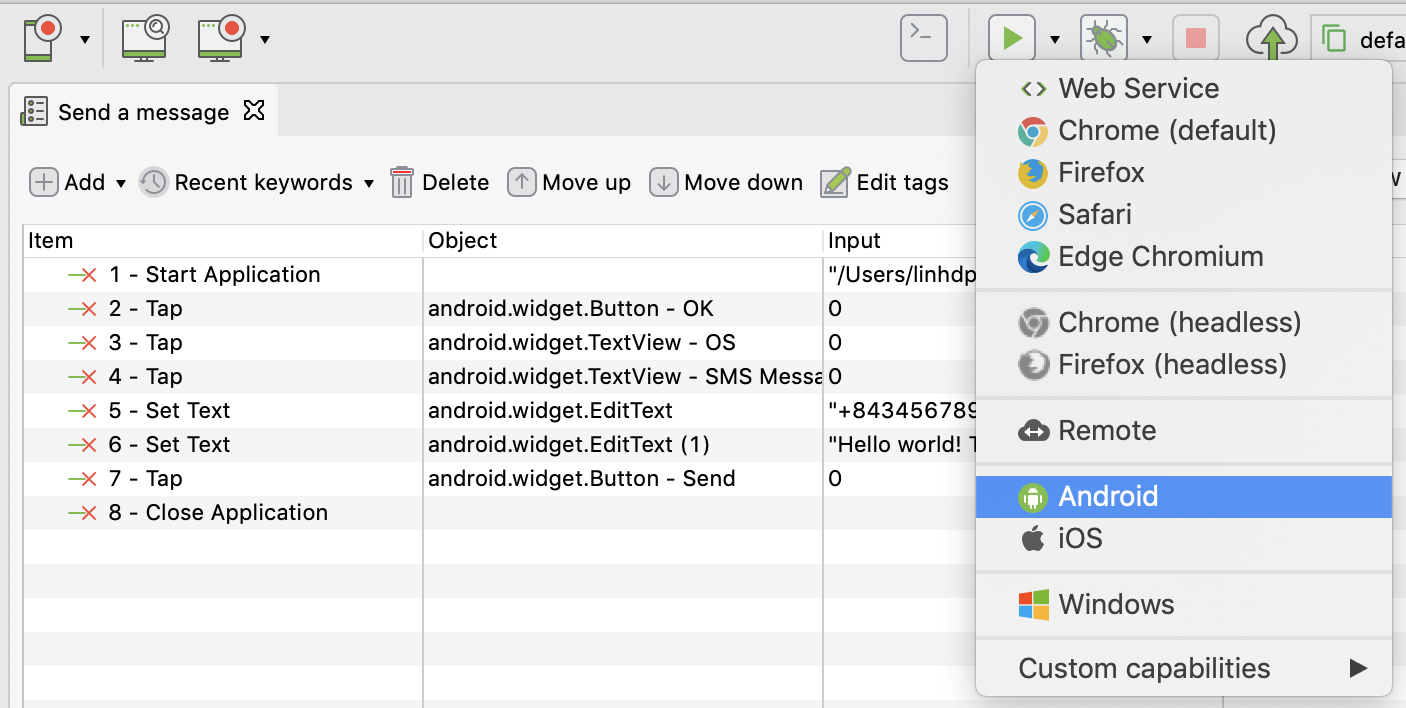 defa
Send a message
Add Recent keywords Delete Move up Move down Edit tags
Item Object Input
1 - Start Application "/Users/linhdp
2 - Tap android.widget.Button - OK 0
3 - Tap android.widget.TextView - OS 0
4 - Tap android.widget.TextView - SMS Messa 0
5 - Set Text android.widget.EditText "+843456789
6 - Set Text android.widget.EditText (1) "Hello world! T
7 - Tap android.widget.Button - Send 0
8 - Close Application
Web Service
Chrome (default)
Firefox
Safari
Edge Chromium
Chrome (headless)
Firefox (headless)
Remote
Android
iOS
Windows
Custom capabilities